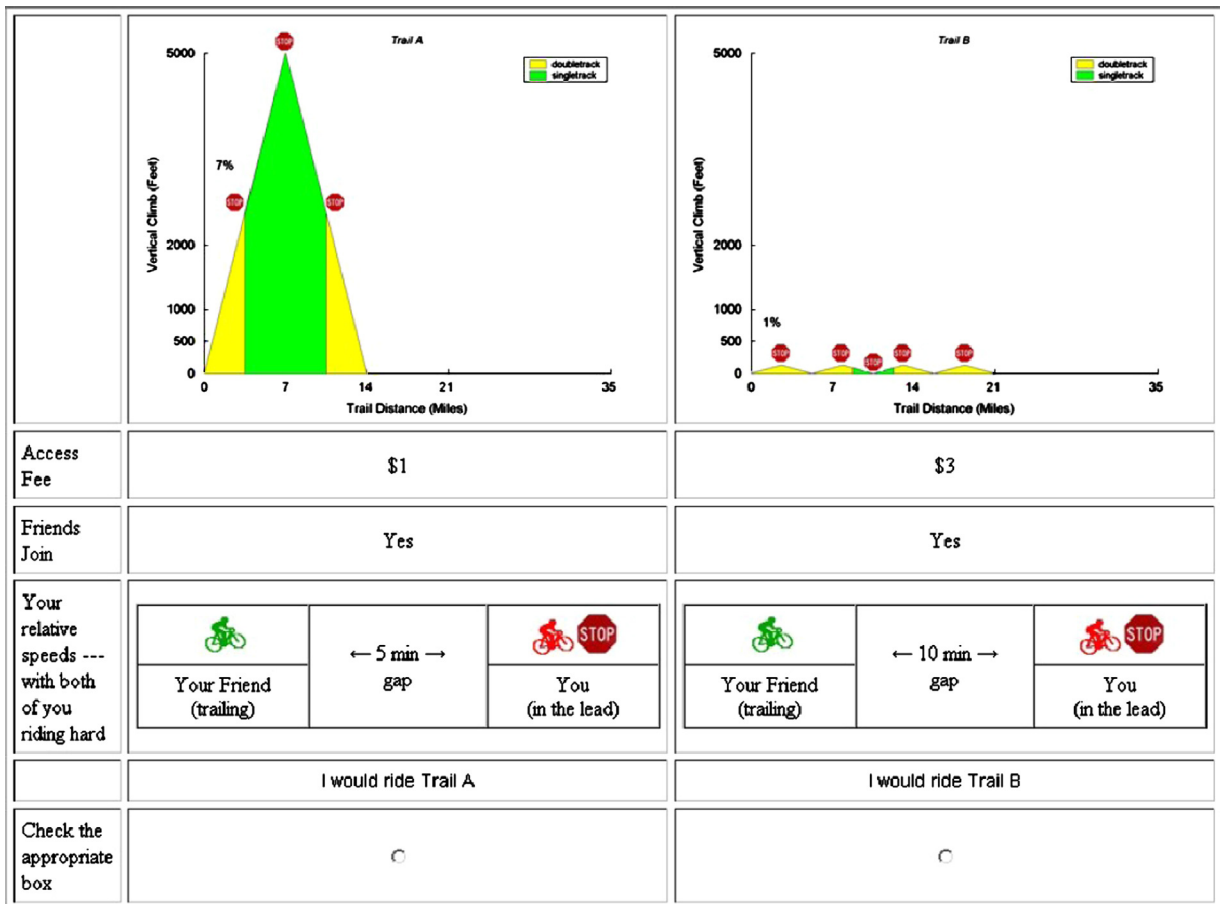 Trail A
STOP
5000
doubletrack
singletrack
7%
STOP
STOP
Vertical Climb (Feet)
2000
1000
500
0
0
7
14
21
35
Trail Distance (Miles)
Trail B
5000
doubletrack
singletrack
Vertical Climb (Feet)
2000
1000
1%
500
STOP
STOP
STOP
STOP
STOP
0
0
7
14
21
35
Trail Distance (Miles)
Access
Fee
$1
$3
Friends
Join
Yes
Yes
Your
relative
speeds ---
with both
of you
riding hard
← 5 min →
gap
STOP
Your Friend
(trailing)
You
(in the lead)
← 10 min →
gap
STOP
Your Friend
(trailing)
You
(in the lead)
I would ride Trail A
I would ride Trail B
Check the
appropriate
box